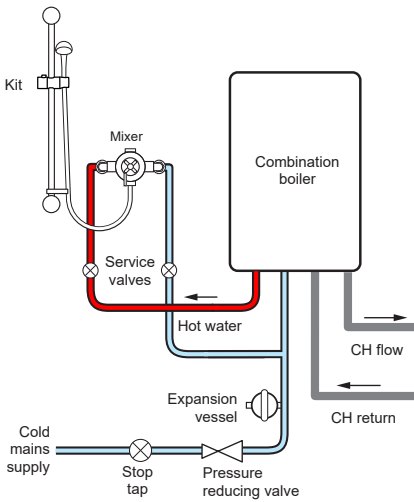 Kit
Mixer
Combination
boiler
Service
valves
Hot water
CH flow
Expansion
vessel
CH return
Cold
mains
supply
Stop
tap
Pressure
reducing valve